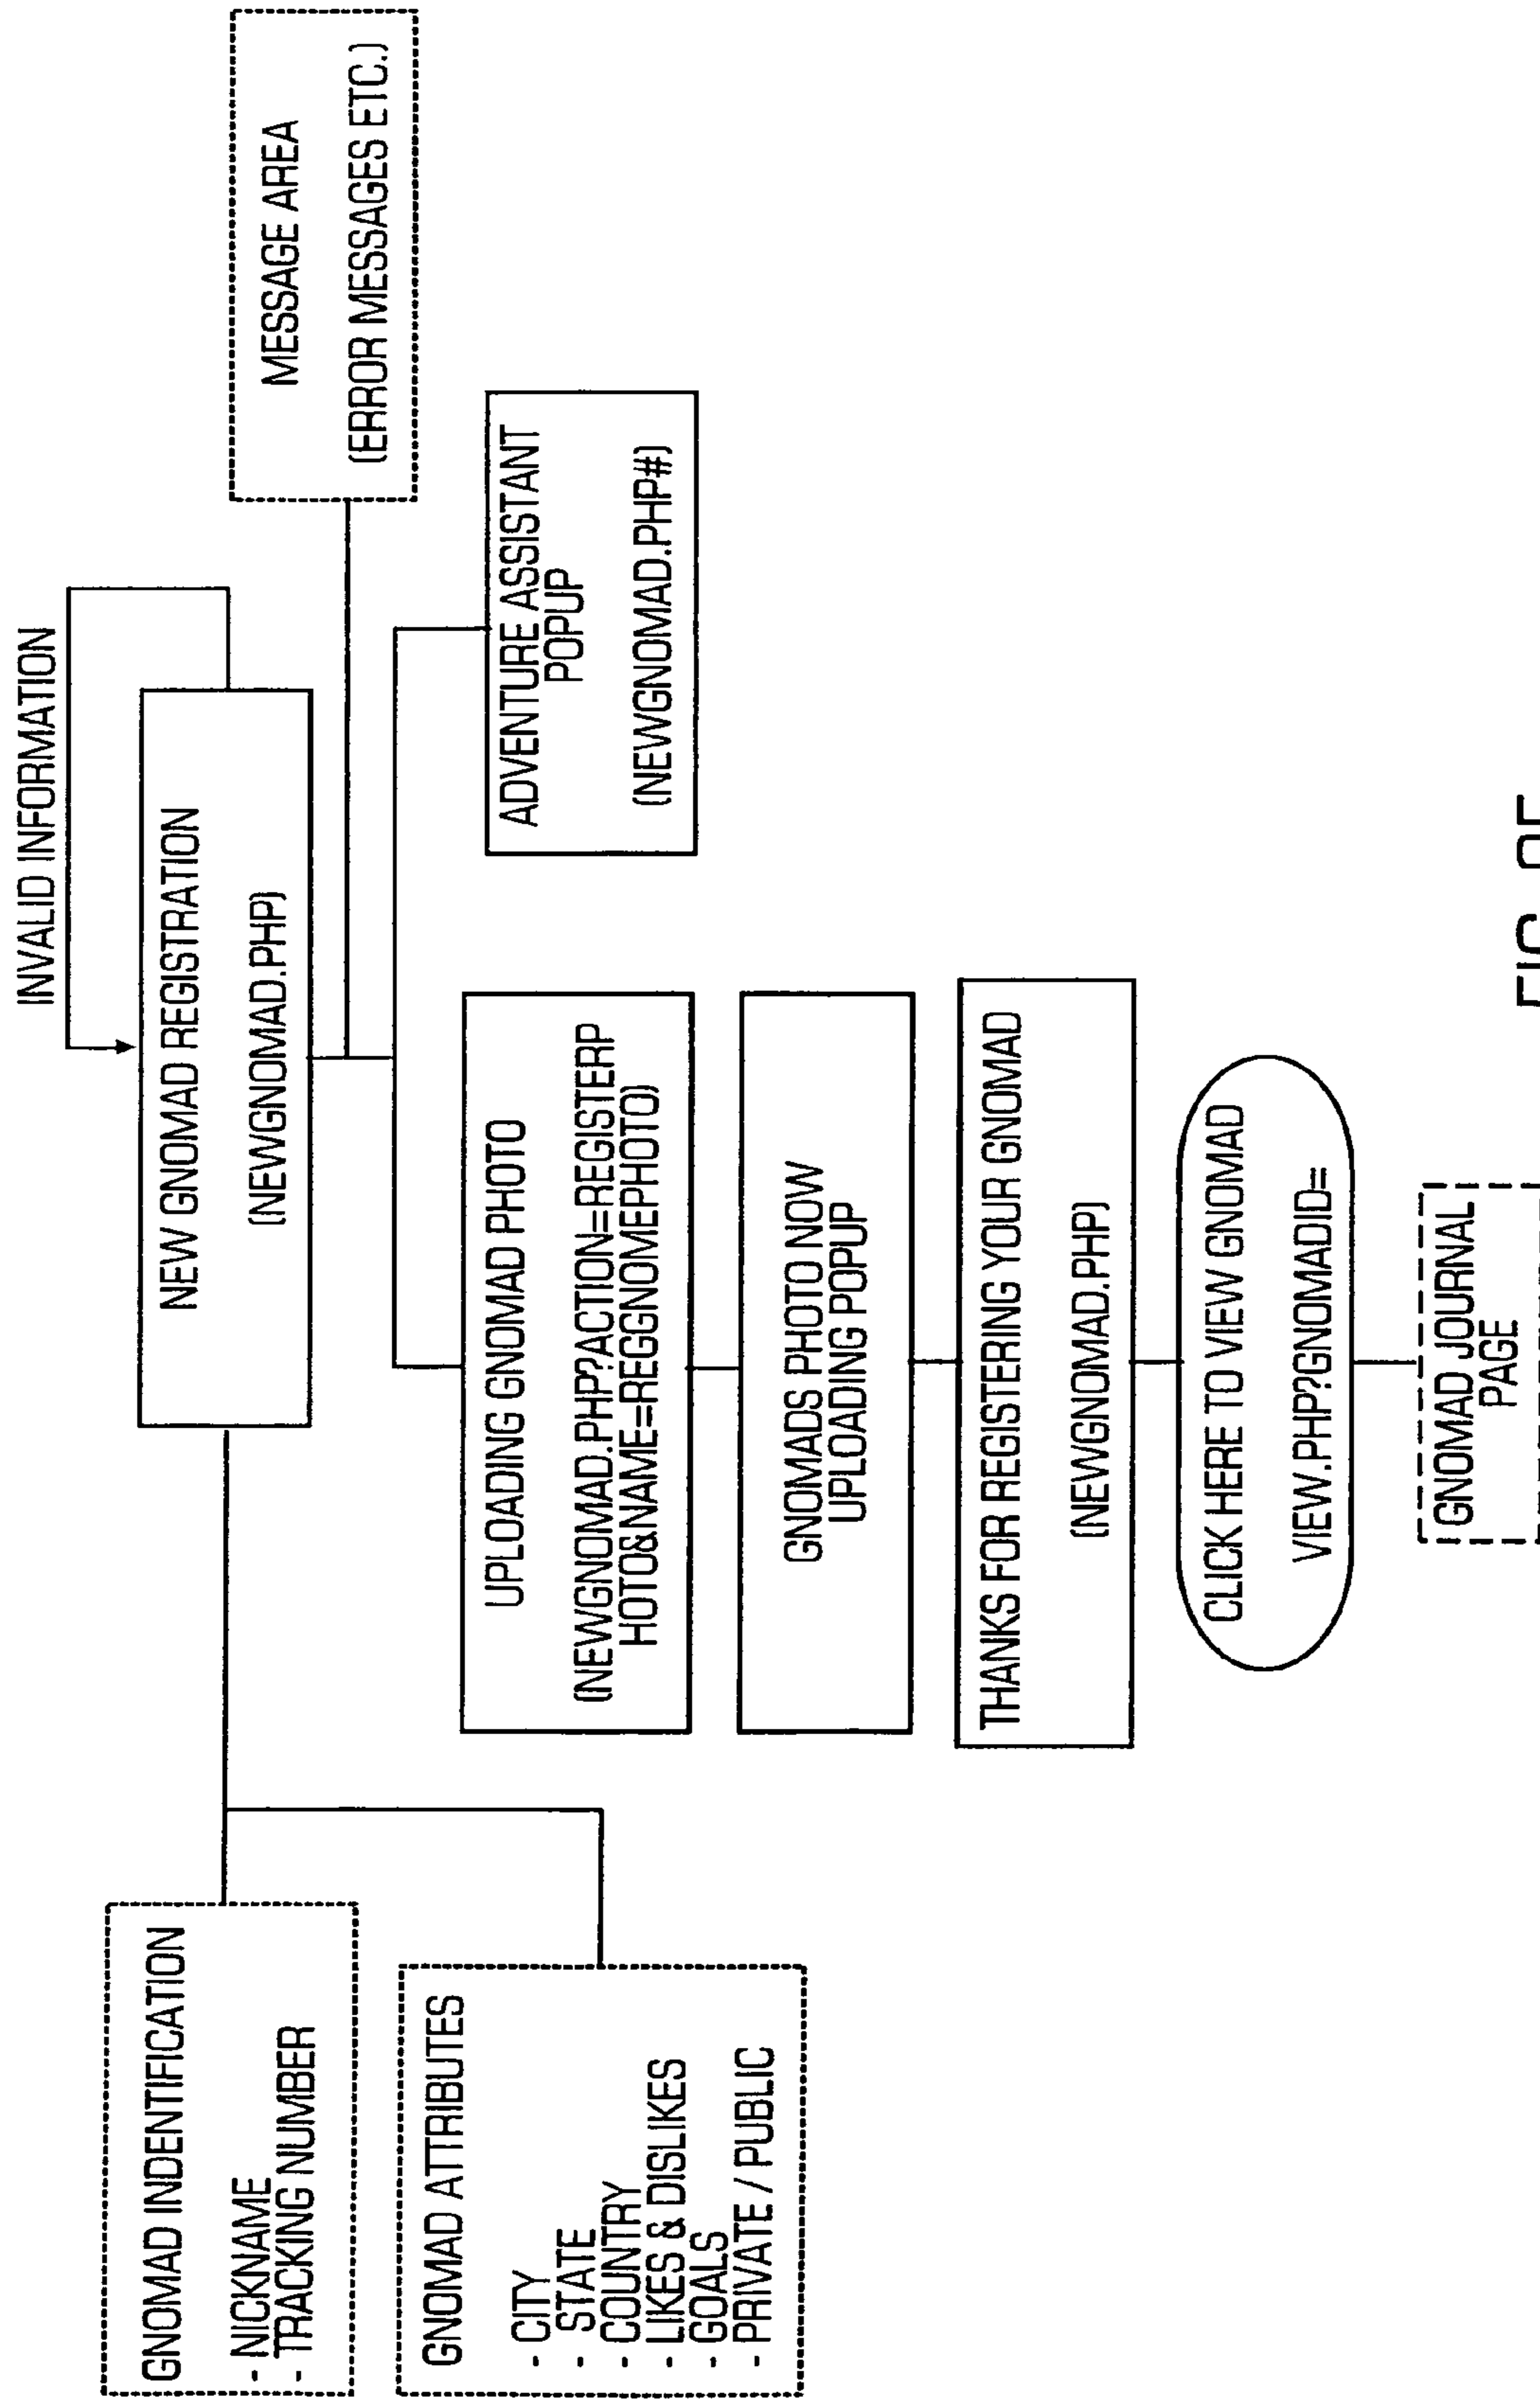 INVALID INFORMATION
NEW GNOMAD REGISTRATION
(NEWGNOMAD.PHP)
MESSAGE AREA
(ERROR MESSAGES ETC.)
GNOMAD INDENTIFICATION
- NICKNAME
- TRACKING NUMBER
GNOMAD ATTRIBUTES
- CITY
- STATE
- COUNTRY
- LIKES & DISLIKES
- GOALS
- PRIVATE / PUBLIC
UPLOADING GNOMAD PHOTO
(NEWGNOMAD.PHP?ACTION=REGISTERP
HOTO&NAME=REGGNOMEPHOTO)
ADVENTURE ASSISTANT
POPUP
(NEWGNOMAD.PHP#)
GNOMADS PHOTO NOW
UPLOADING POPUP
THANKS FOR REGISTERING YOUR GNOMAD
(NEWGNOMAD.PHP)
CLICK HERE TO VIEW GNOMAD
VIEW.PHP?GNOMADID=
GNOMAD JOURNAL
PAGE